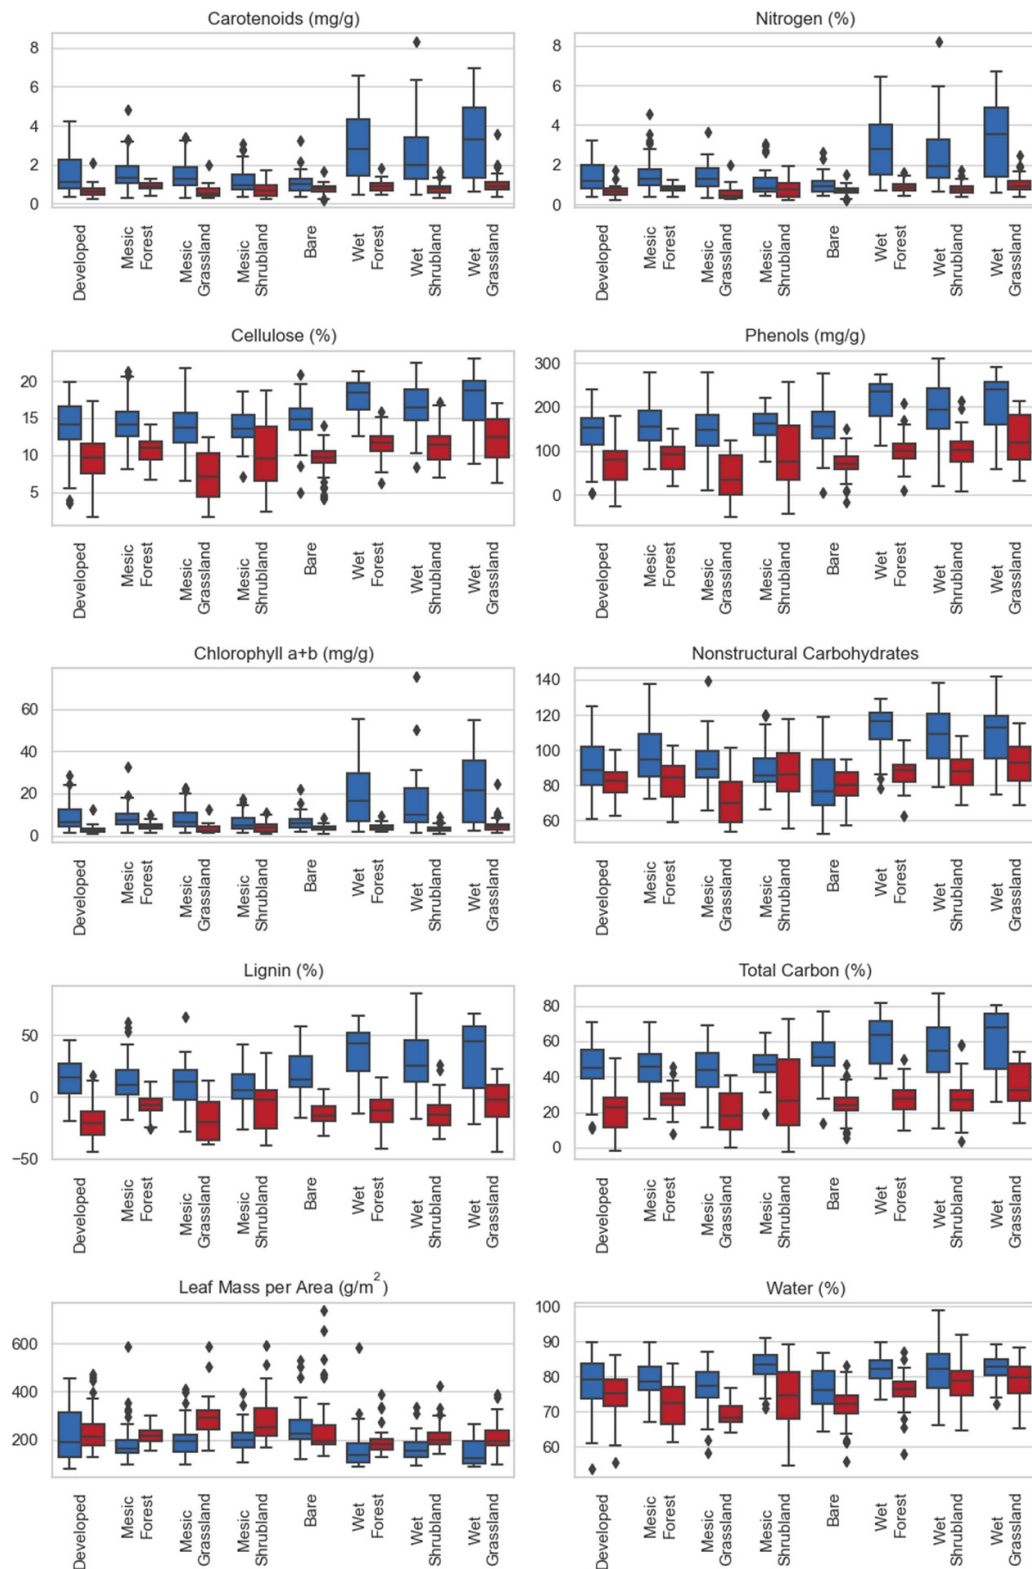 Carotenoids (mg/g)
8
6
4
2
0
Developed
Mesic
Forest
Mesic
Grassland
Mesic
Shrubland
Bare
Wet
Forest
Wet
Shrubland
Wet
Grassland
Nitrogen (%)
8
6
4
2
0
Developed
Mesic
Forest
Mesic
Grassland
Mesic
Shrubland
Bare
Wet
Forest
Wet
Shrubland
Wet
Grassland
Cellulose (%)
20
15
10
5
Developed
Mesic
Forest
Mesic
Grassland
Mesic
Shrubland
Bare
Wet
Forest
Wet
Shrubland
Wet
Grassland
Phenols (mg/g)
300
200
100
0
Developed
Mesic
Forest
Mesic
Grassland
Mesic
Shrubland
Bare
Wet
Forest
Wet
Shrubland
Wet
Grassland
Chlorophyll a+b (mg/g)
60
40
20
0
Developed
Mesic
Forest
Mesic
Grassland
Mesic
Shrubland
Bare
Wet
Forest
Wet
Shrubland
Wet
Grassland
Nonstructural Carbohydrates
140
120
100
80
60
Developed
Mesic
Forest
Mesic
Grassland
Mesic
Shrubland
Bare
Wet
Forest
Wet
Shrubland
Wet
Grassland
Lignin (%)
50
0
−50
Developed
Mesic
Forest
Mesic
Grassland
Mesic
Shrubland
Bare
Wet
Forest
Wet
Shrubland
Wet
Grassland
Total Carbon (%)
80
60
40
20
0
Developed
Mesic
Forest
Mesic
Grassland
Mesic
Shrubland
Bare
Wet
Forest
Wet
Shrubland
Wet
Grassland
Leaf Mass per Area (g/m²)
600
400
200
Developed
Mesic
Forest
Mesic
Grassland
Mesic
Shrubland
Bare
Wet
Forest
Wet
Shrubland
Wet
Grassland
Water (%)
100
90
80
70
60
Developed
Mesic
Forest
Mesic
Grassland
Mesic
Shrubland
Bare
Wet
Forest
Wet
Shrubland
Wet
Grassland